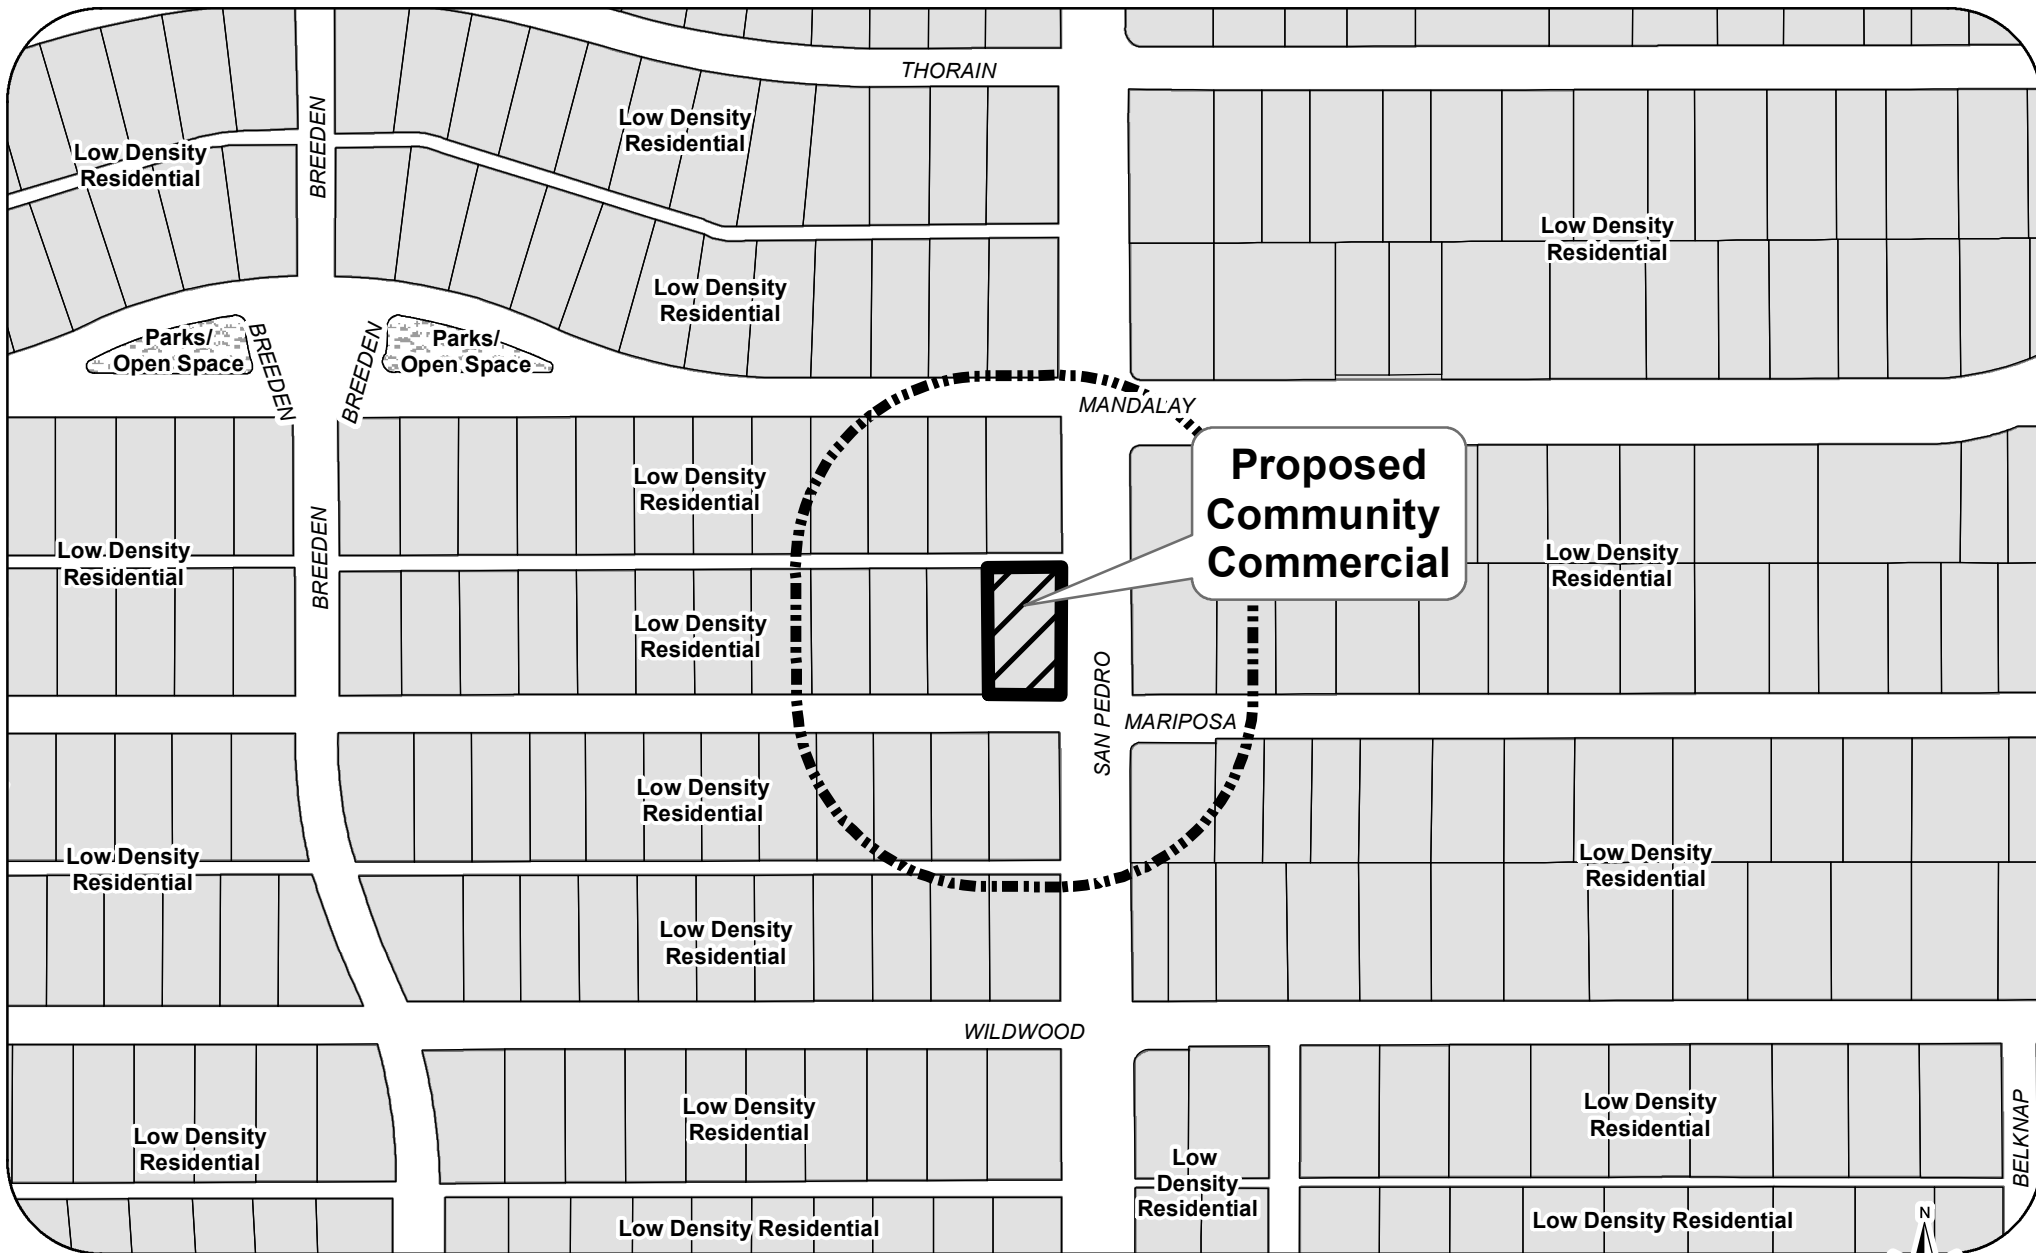 THORAIN
BREEDEN
Low Density
Residential
Low Density
Residential
Low Density
Residential
Low Density
Residential
Parks/
Open Space
BREEDEN
BREEDEN
Parks/
Open Space
MANDALAY
Proposed
Community
Commercial
Low Density
Residential
BREEDEN
Low Density
Residential
Low Density
Residential
Low Density
Residential
SAN PEDRO
MARIPOSA
Low Density
Residential
Low Density
Residential
Low Density
Residential
Low Density
Residential
WILDWOOD
Low Density
Residential
Low Density
Residential
Low
Density
Residential
Low Density
Residential
BELKNAP
Low Density Residential
Low Density Residential
N